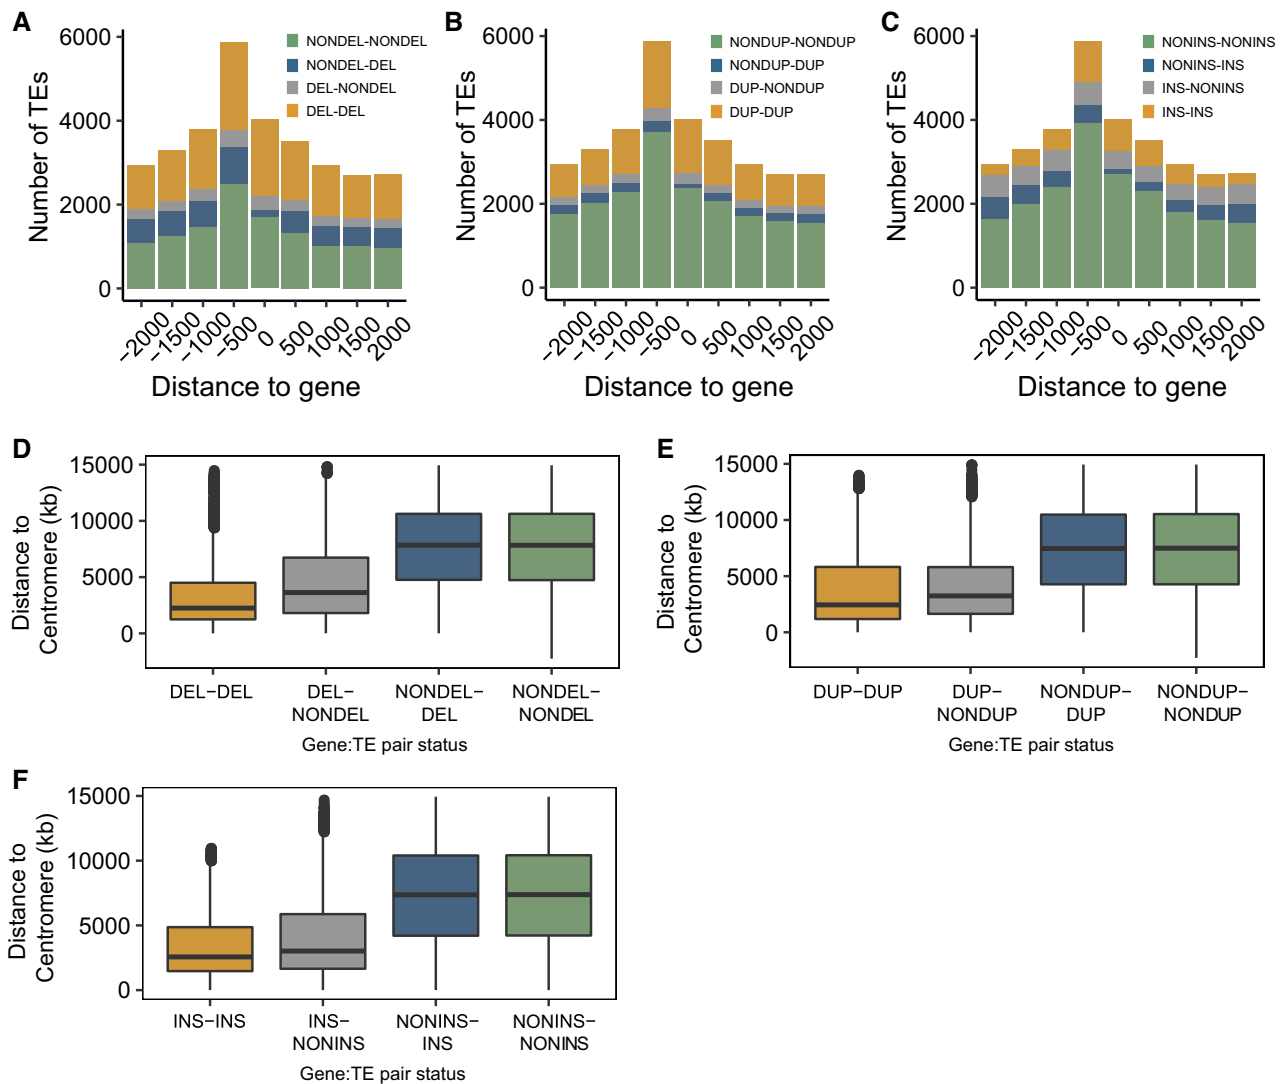 A
Number of TEs
6000
4000
2000
0
NONDEL-NONDEL
NONDEL-DEL
DEL-NONDEL
DEL-DEL
−2000
−1500
−1000
−500
0
500
1000
1500
2000
Distance to gene
B
Number of TEs
6000
4000
2000
0
NONDUP-NONDUP
NONDUP-DUP
DUP-NONDUP
DUP-DUP
−2000
−1500
−1000
−500
0
500
1000
1500
2000
Distance to gene
C
Number of TEs
6000
4000
2000
0
NONINS-NONINS
NONINS-INS
INS-NONINS
INS-INS
−2000
−1500
−1000
−500
0
500
1000
1500
2000
Distance to gene
D
Distance to
Centromere (kb)
15000
10000
5000
0
DEL−DEL
DEL−
NONDEL
NONDEL−
DEL
NONDEL−
NONDEL
Gene:TE pair status
E
Distance to
Centromere (kb)
15000
10000
5000
0
DUP−DUP
DUP−
NONDUP
NONDUP−
DUP
NONDUP−
NONDUP
Gene:TE pair status
F
Distance to
Centromere (kb)
15000
10000
5000
0
INS−INS
INS−
NONINS
NONINS−
INS
NONINS−
NONINS
Gene:TE pair status